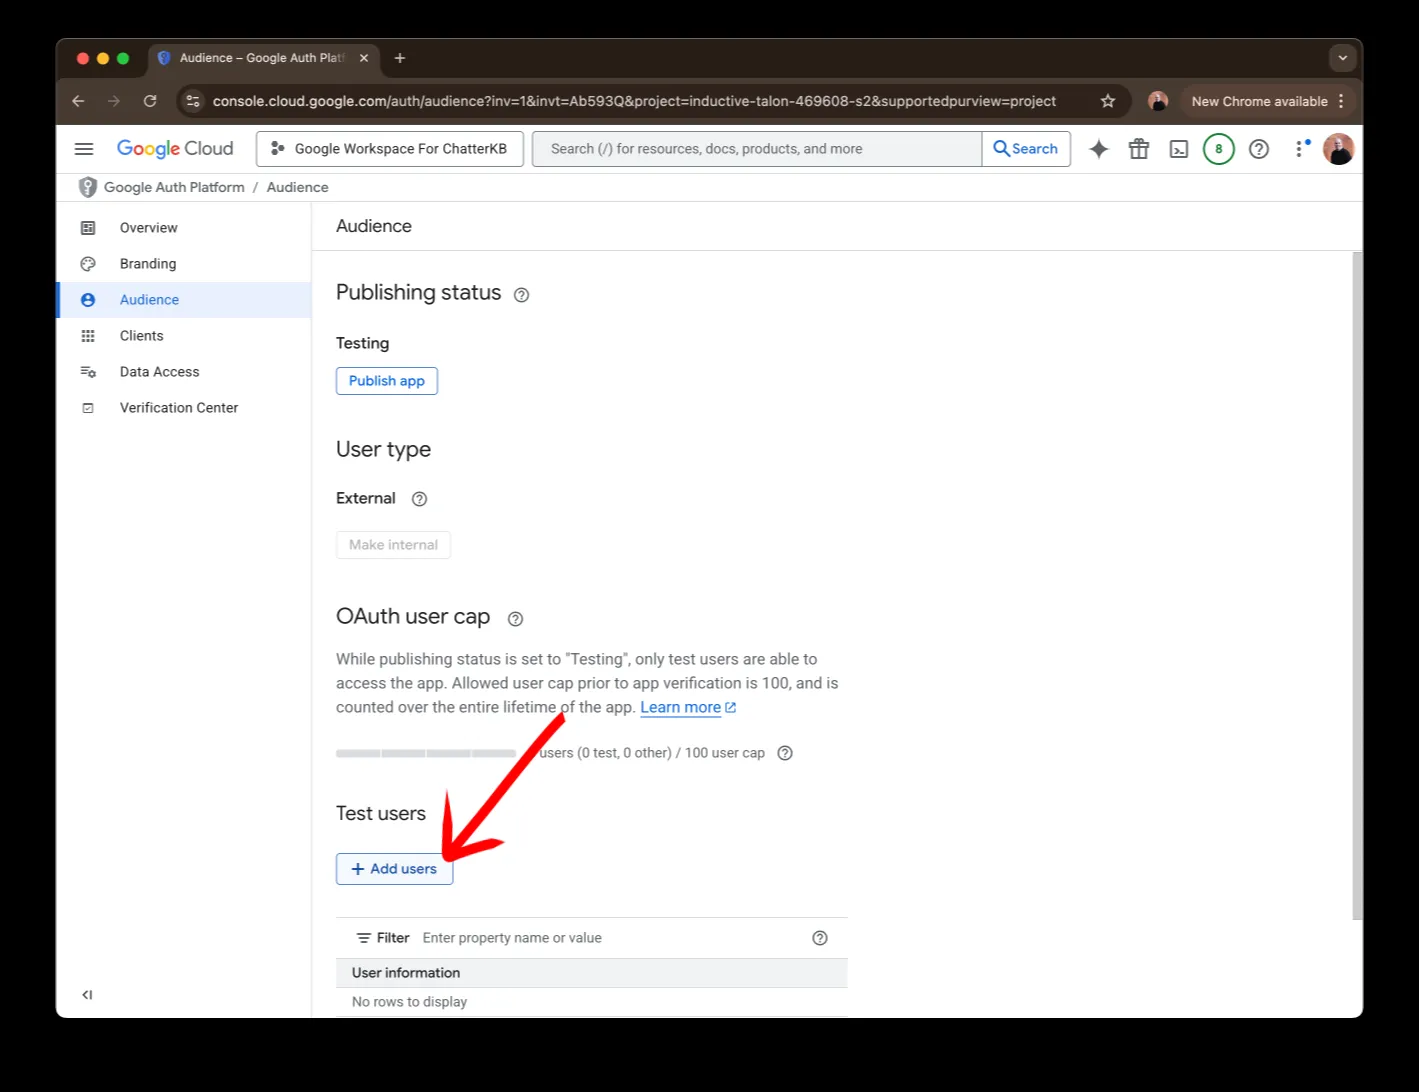 Audience – Google Auth Platf
console.cloud.google.com/auth/audience?inv=1&invt=Ab593Q&project=inductive-talon-469608-s2&supportedpurview=project
New Chrome available
Google Cloud
Google Workspace For ChatterKB
Search (/) for resources, docs, products, and more
Search
8
Google Auth Platform / Audience
Overview
Branding
Audience
Clients
Data Access
Verification Center
Audience
Publishing status
Testing
Publish app
User type
External
Make internal
OAuth user cap
While publishing status is set to "Testing", only test users are able to
access the app. Allowed user cap prior to app verification is 100, and is
counted over the entire lifetime of the app. Learn more
users (0 test, 0 other) / 100 user cap
Test users
+ Add users
Filter Enter property name or value
User information
No rows to display